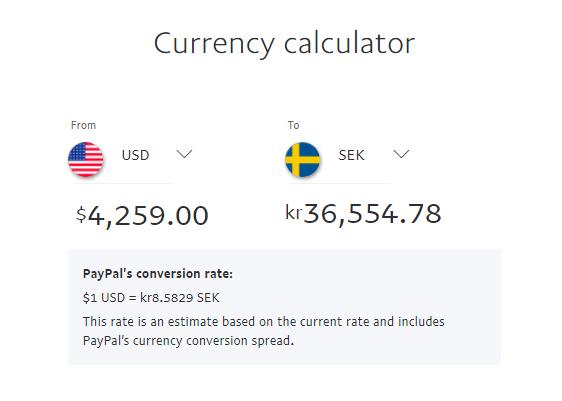 Currency calculator
From
To
USD
SEK
$4,259.00
kr36,554.78
PayPal's conversion rate:
$1 USD = kr8.5829 SEK
This rate is an estimate based on the current rate and includes
PayPal's currency conversion spread.